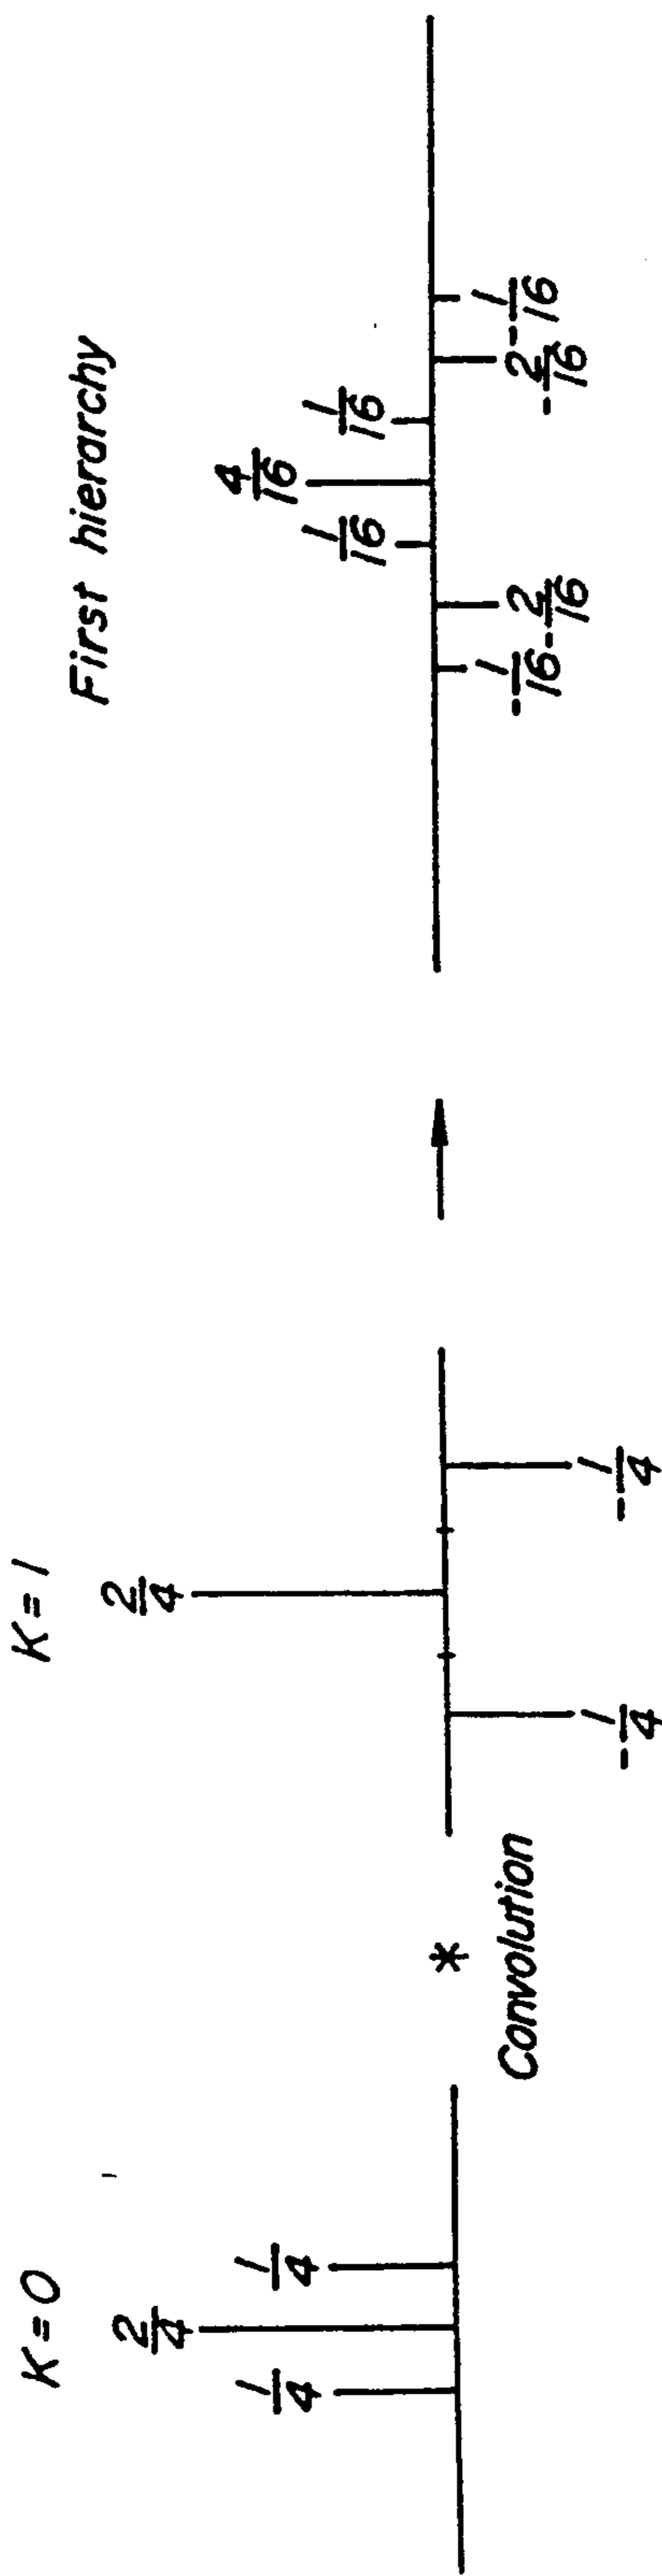 K=0
1/4 2/4 1/4
*
Convolution
K=1
2/4
-1/4 -1/4
First hierarchy
1/16 4/16 1/16
-1/16 -2/16 -2/16 -1/16